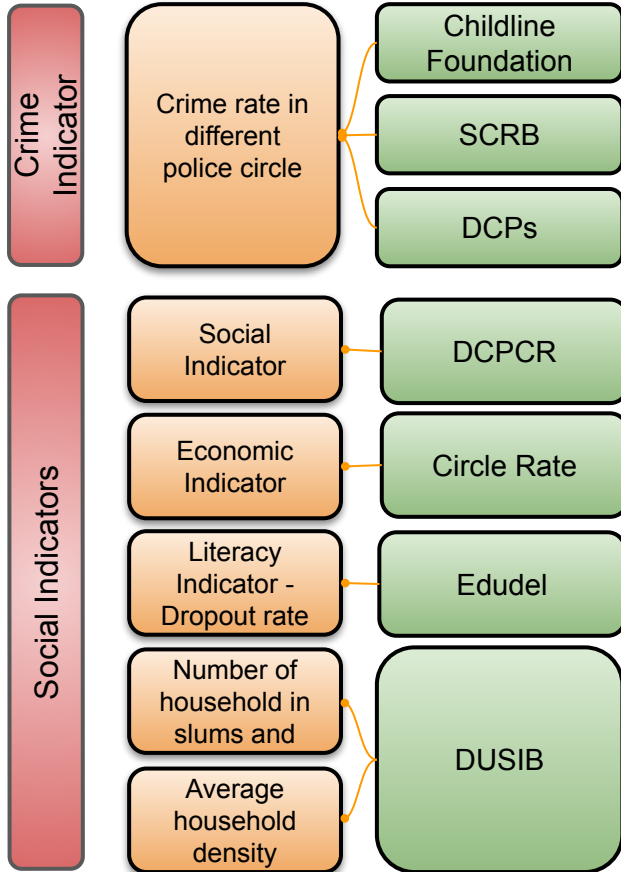 Crime
Indicator
Crime rate in
different
police circle
Childline
Foundation
SCRB
DCPs
Social Indicators
Social
Indicator
DCPCR
Economic
Indicator
Circle Rate
Literacy
Indicator -
Dropout rate
Edudel
Number of
household in
slums and
Average
household
density
DUSIB